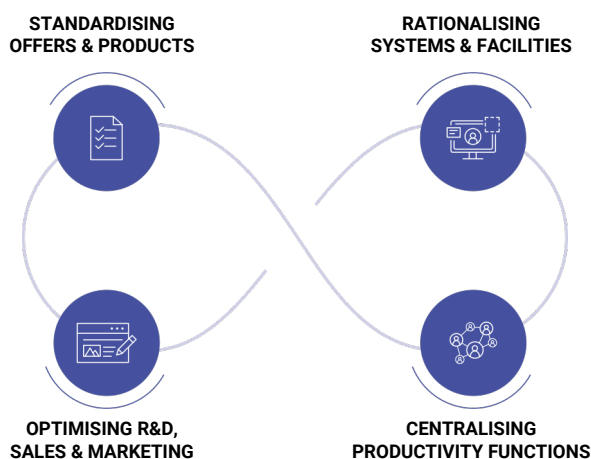 STANDARDISING
OFFERS & PRODUCTS
RATIONALISING
SYSTEMS & FACILITIES
OPTIMISING R&D,
SALES & MARKETING
CENTRALISING
PRODUCTIVITY FUNCTIONS